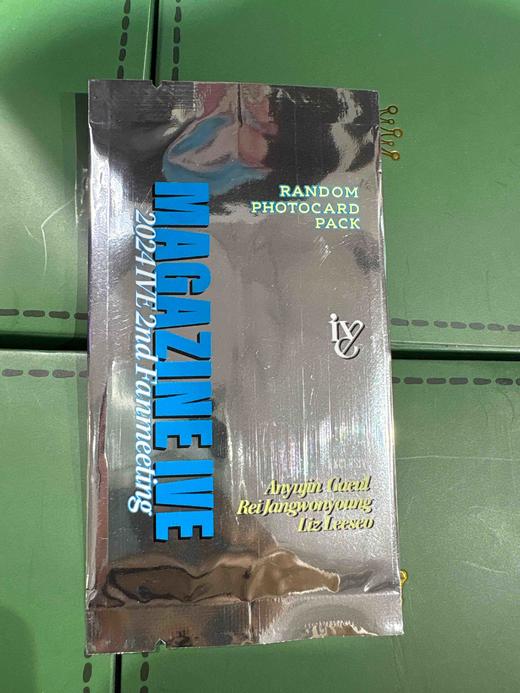 RANDOM
PHOTOCARD
PACK
MAGAZINE IVE
2024 IVE 2nd Fanmeeting
ive
Anyujin Gaeul
Rei Jangwonyoung
Liz Leeseo